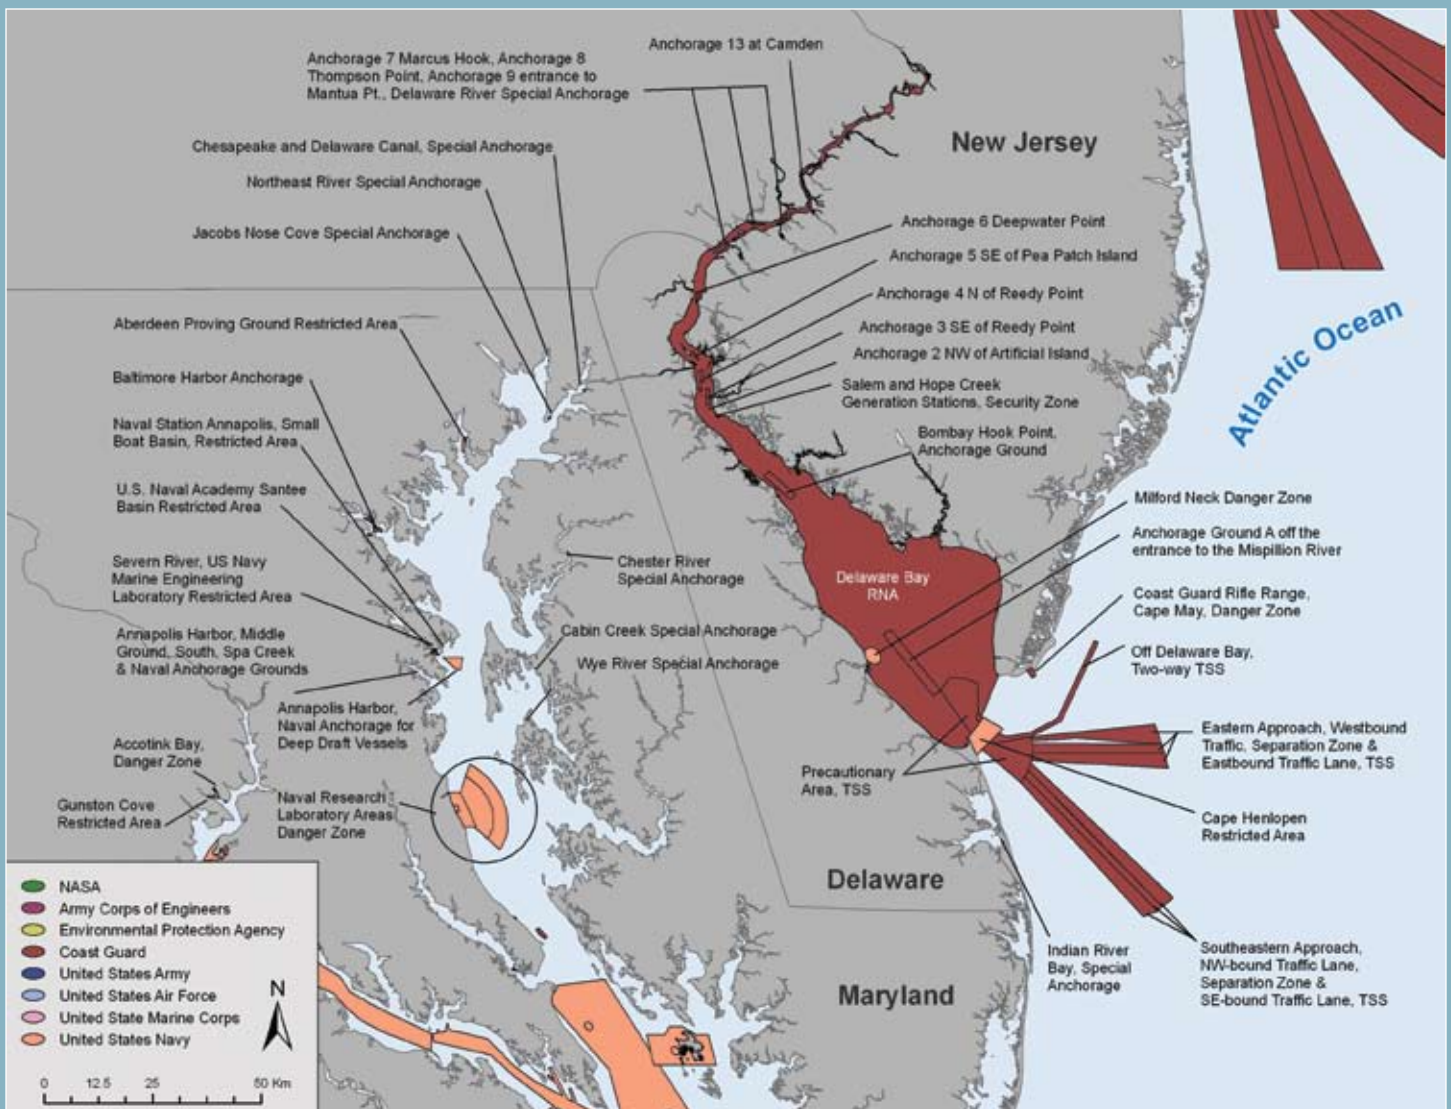 Anchorage 13 at Camden
Anchorage 7 Marcus Hook, Anchorage 8
Thompson Point, Anchorage 9 entrance to
Mantua Pt., Delaware River Special Anchorage
New Jersey
Chesapeake and Delaware Canal, Special Anchorage
Northeast River Special Anchorage
Jacobs Nose Cove Special Anchorage
Anchorage 6 Deepwater Point
Anchorage 5 SE of Pea Patch Island
Anchorage 4 N of Reedy Point
Anchorage 3 SE of Reedy Point
Anchorage 2 NW of Artificial Island
Salem and Hope Creek
Generation Stations, Security Zone
Bombay Hook Point,
Anchorage Ground
Atlantic Ocean
Aberdeen Proving Ground Restricted Area
Baltimore Harbor Anchorage
Naval Station Annapolis, Small
Boat Basin, Restricted Area
U.S. Naval Academy Santee
Basin Restricted Area
Severn River, US Navy
Marine Engineering
Laboratory Restricted Area
Annapolis Harbor, Middle
Ground, South, Spa Creek
& Naval Anchorage Grounds
Annapolis Harbor,
Naval Anchorage for
Deep Draft Vessels
Accotink Bay,
Danger Zone
Gunston Cove
Restricted Area
Naval Research
Laboratory Areas
Danger Zone
Chester River
Special Anchorage
Cabin Creek Special Anchorage
Wye River Special Anchorage
Delaware Bay
RNA
Milford Neck Danger Zone
Anchorage Ground A off the
entrance to the Mispillion River
Coast Guard Rifle Range,
Cape May, Danger Zone
Off Delaware Bay,
Two-way TSS
Eastern Approach, Westbound
Traffic, Separation Zone &
Eastbound Traffic Lane, TSS
Precautionary
Area, TSS
Cape Henlopen
Restricted Area
Delaware
Indian River
Bay, Special
Anchorage
Southeastern Approach,
NW-bound Traffic Lane,
Separation Zone &
SE-bound Traffic Lane, TSS
Maryland
NASA
Army Corps of Engineers
Environmental Protection Agency
Coast Guard
United States Army
United States Air Force
United State Marine Corps
United States Navy
N
0 12.5 25 50 Km